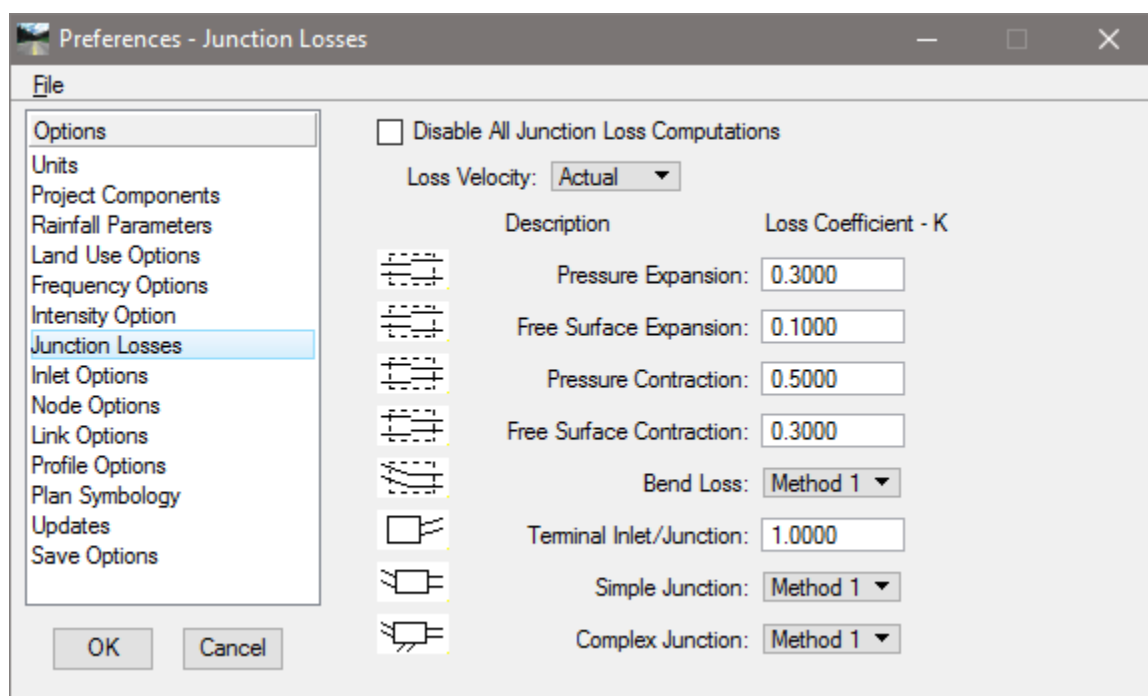 Preferences - Junction Losses
File
Options
Units
Project Components
Rainfall Parameters
Land Use Options
Frequency Options
Intensity Option
Junction Losses
Inlet Options
Node Options
Link Options
Profile Options
Plan Symbology
Updates
Save Options
OK Cancel
Disable All Junction Loss Computations
Loss Velocity: Actual
Description Loss Coefficient - K
Pressure Expansion: 0.3000
Free Surface Expansion: 0.1000
Pressure Contraction: 0.5000
Free Surface Contraction: 0.3000
Bend Loss: Method 1
Terminal Inlet/Junction: 1.0000
Simple Junction: Method 1
Complex Junction: Method 1